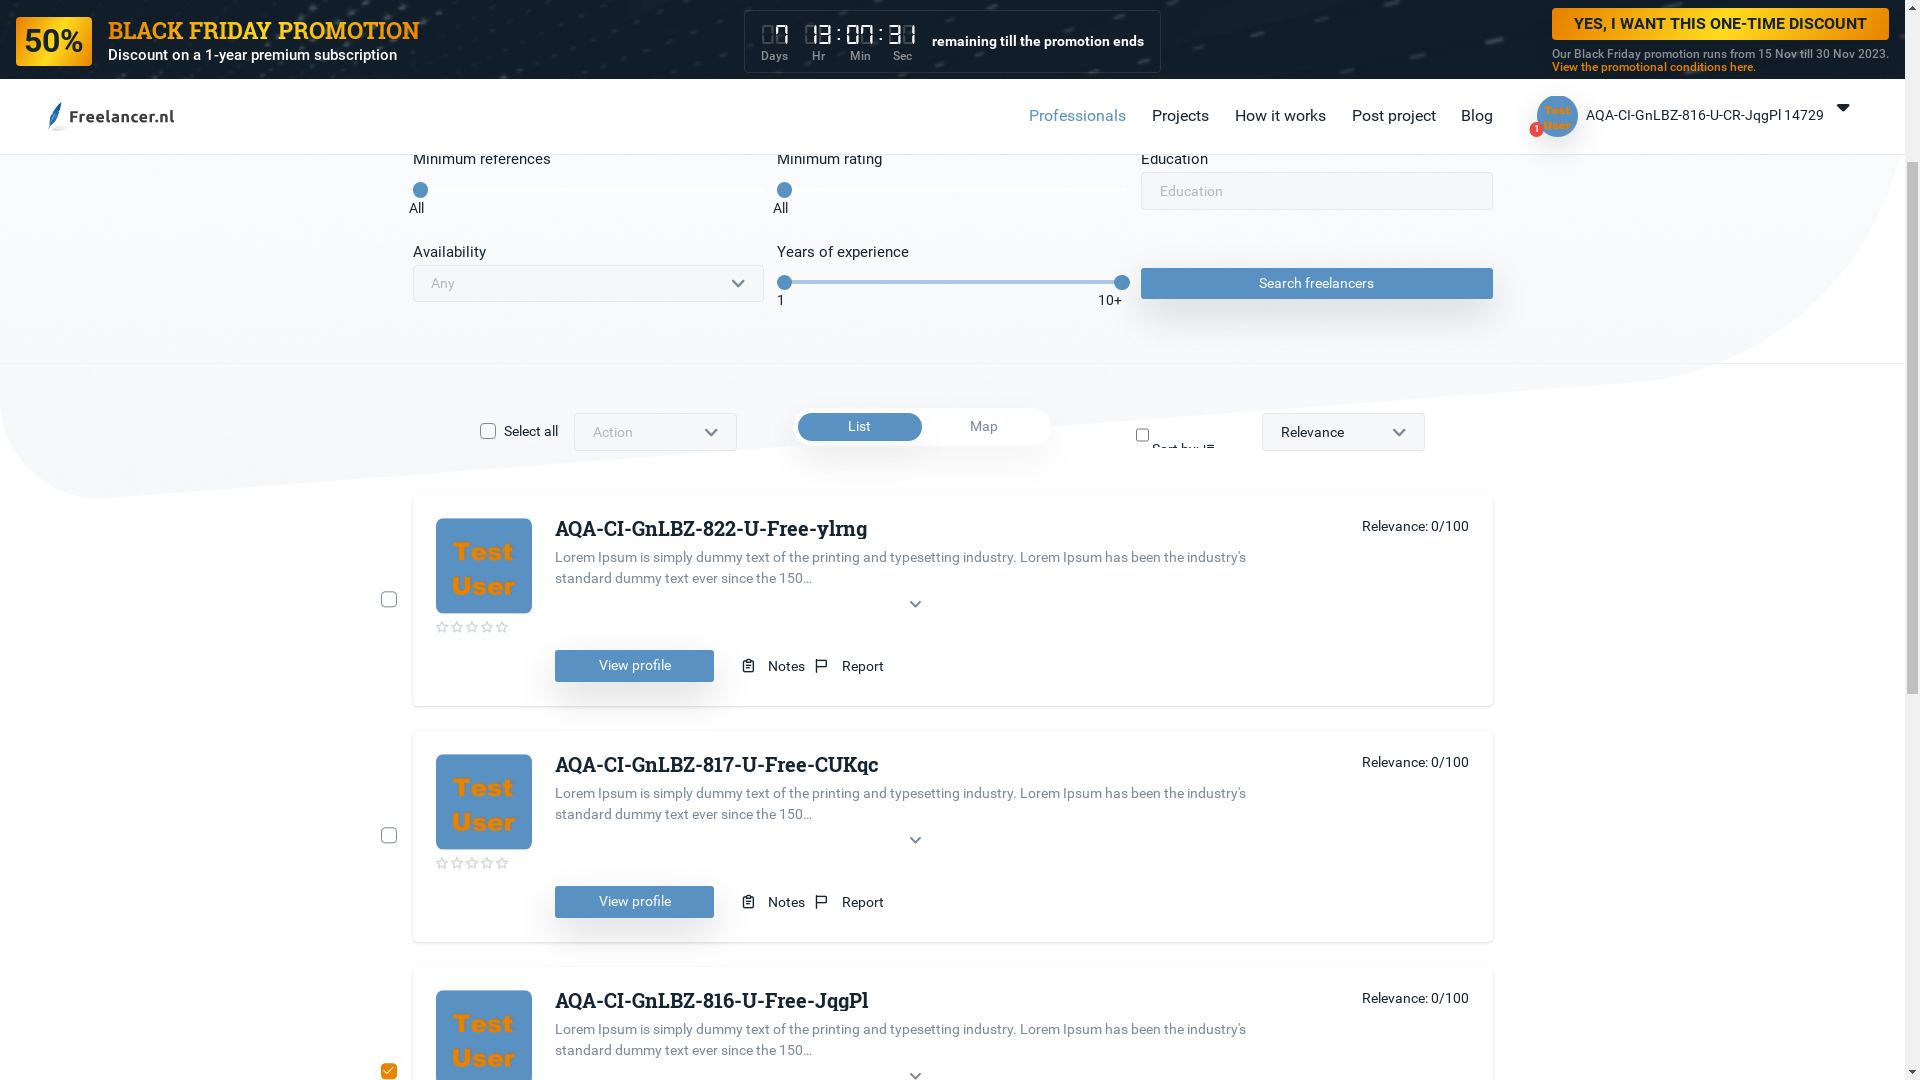 50%
BLACK FRIDAY PROMOTION
Discount on a 1-year premium subscription
7 13:07:31
Days Hr Min Sec
remaining till the promotion ends
YES, I WANT THIS ONE-TIME DISCOUNT
Our Black Friday promotion runs from 15 Nov till 30 Nov 2023.
View the promotional conditions here.
Freelancer.nl
Professionals Projects How it works Post project Blog
Test User
1
AQA-CI-GnLBZ-816-U-CR-JqgPl 14729
Minimum references Minimum rating Education
Education
All All
Availability Years of experience
Any
Search freelancers
1 10+
Select all Action List Map Sort by: Relevance
Test
User
AQA-CI-GnLBZ-822-U-Free-ylrng
Relevance: 0/100
Lorem Ipsum is simply dummy text of the printing and typesetting industry. Lorem Ipsum has been the industry's
standard dummy text ever since the 150...
View profile Notes Report
Test
User
AQA-CI-GnLBZ-817-U-Free-CUKqc
Relevance: 0/100
Lorem Ipsum is simply dummy text of the printing and typesetting industry. Lorem Ipsum has been the industry's
standard dummy text ever since the 150...
View profile Notes Report
Test
User
AQA-CI-GnLBZ-816-U-Free-JqgPl
Relevance: 0/100
Lorem Ipsum is simply dummy text of the printing and typesetting industry. Lorem Ipsum has been the industry's
standard dummy text ever since the 150...